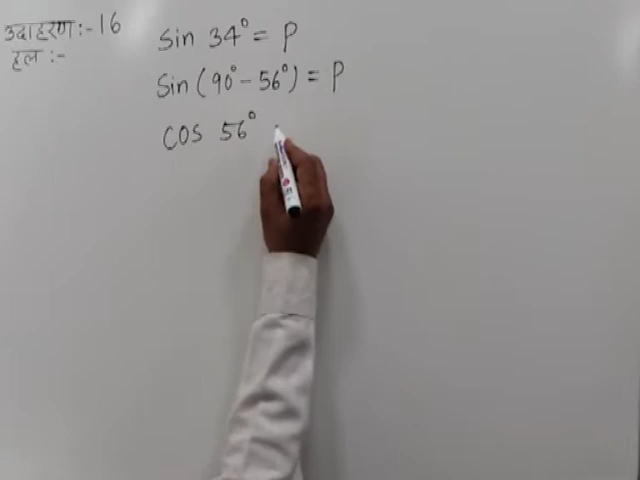 उदाहरण:- 16
हल :-
Sin 34° = P
Sin (90° - 56°) = P
COS 56°